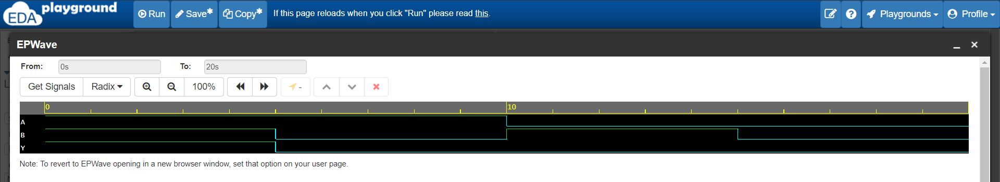 EDA playground
Run Save* Copy* If this page reloads when you click "Run" please read this. Playgrounds Profile
EPWave
From: 0s To: 20s
Get Signals Radix 100% -
0 10
A
B
Y
Note: To revert to EPWave opening in a new browser window, set that option on your user page.